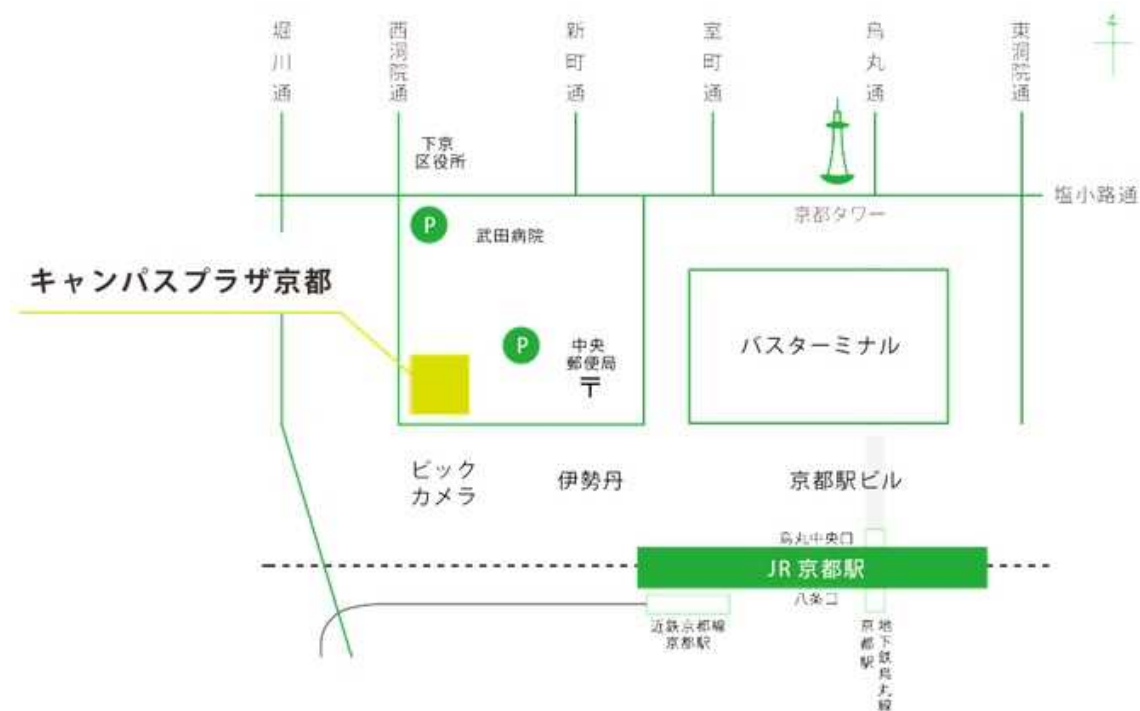 堀川通
西洞院通
新町通
室町通
烏丸通
東洞院通
下京
区役所
塩小路通
京都タワー
P
武田病院
キャンパスプラザ京都
P
中央
郵便局
〒
バスターミナル
ビック
カメラ
伊勢丹
京都駅ビル
烏丸中央口
JR 京都駅
八条口
近鉄京都線
京都駅
地下鉄烏丸線
京都駅